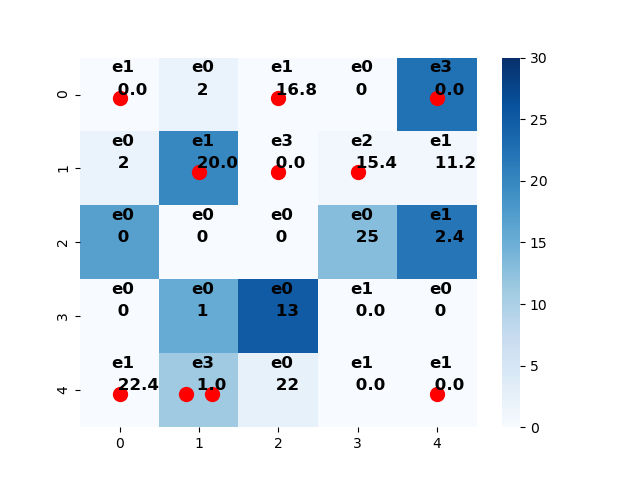 e1 e0 e1 e0 e3
0 0.0 2 16.8 0 0.0
e0 e1 e3 e2 e1
1 2 20.0 0.0 15.4 11.2
e0 e0 e0 e0 e1
2 0 0 0 25 2.4
e0 e0 e0 e1 e0
3 0 1 13 0.0 0
e1 e3 e0 e1 e1
4 22.4 1.0 22 0.0 0.0
0 1 2 3 4
30
25
20
15
10
5
0